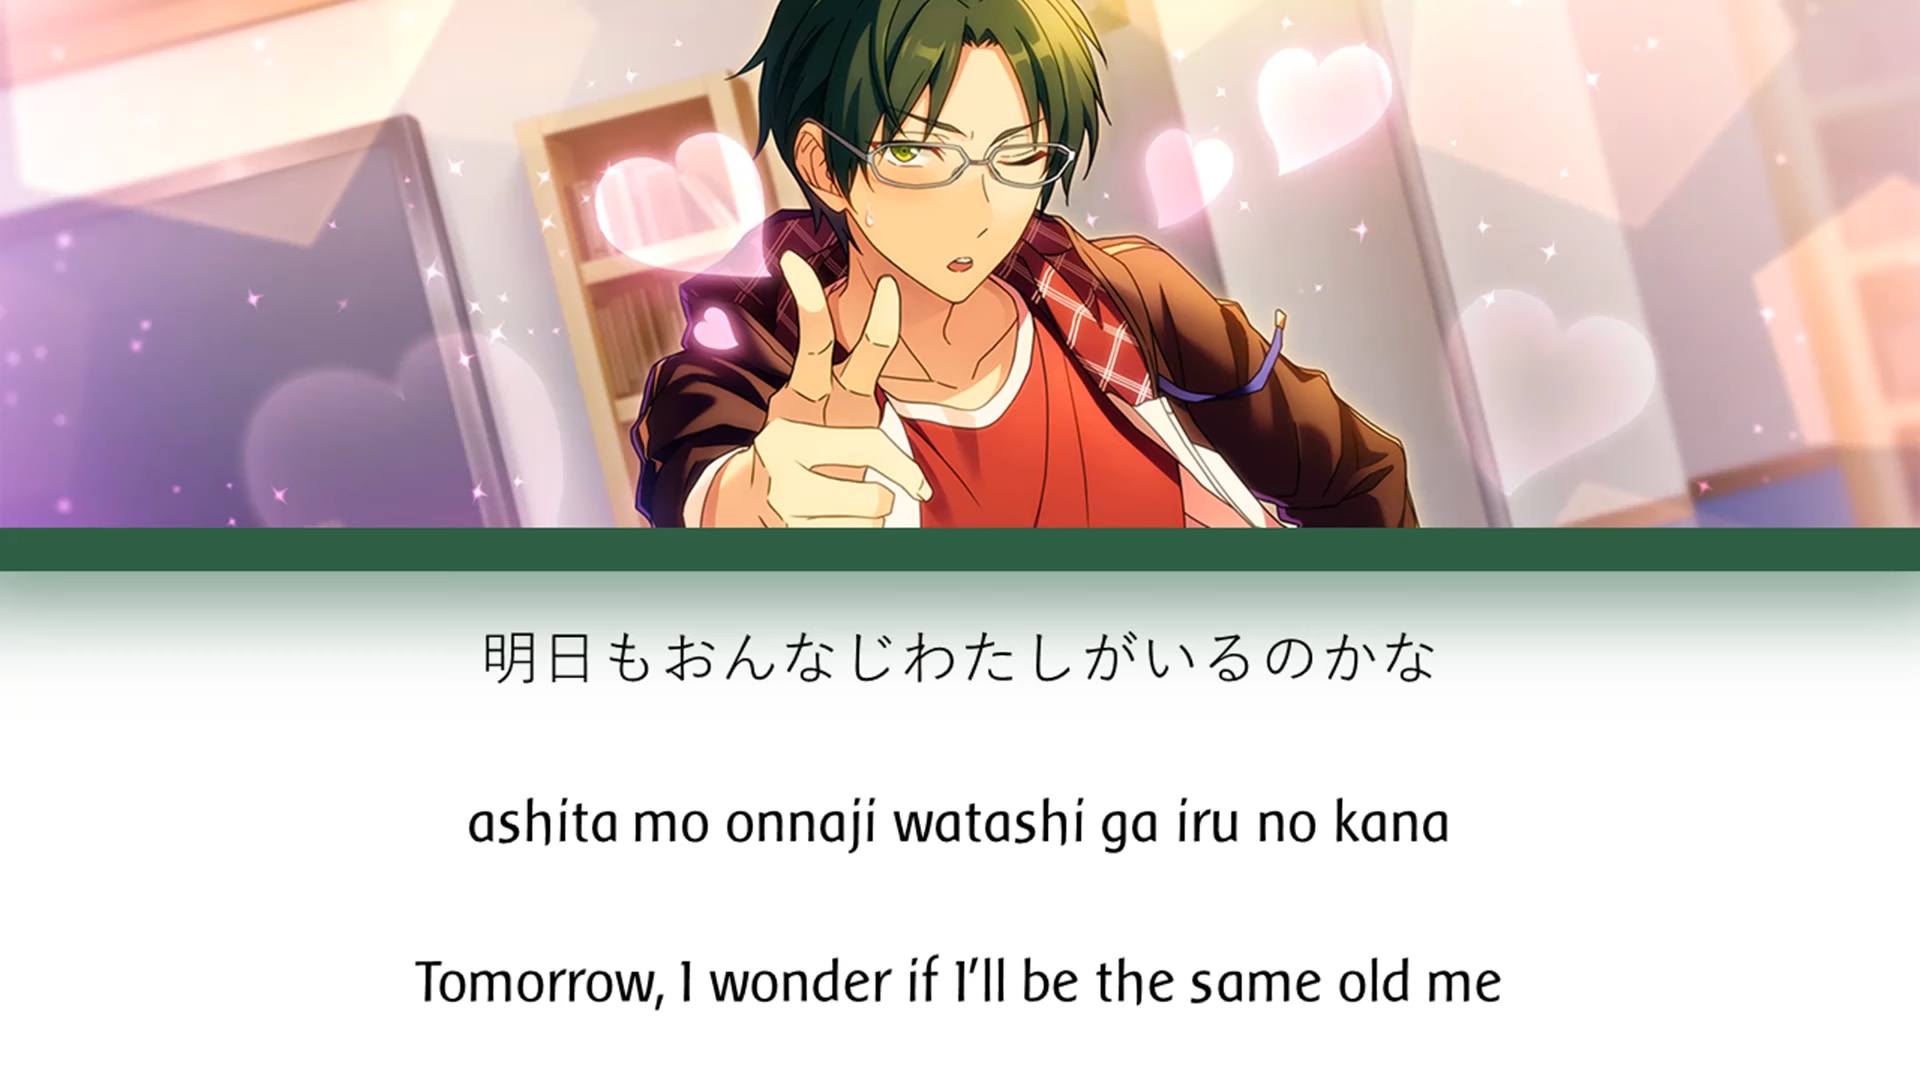 明日もおんなじわたしがいるのかな
ashita mo onnaji watashi ga iru no kana
Tomorrow, I wonder if I'll be the same old me